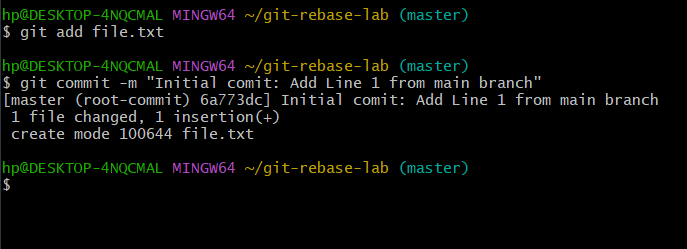 hp@DESKTOP-4NQCMAL MINGW64 ~/git-rebase-lab (master)
$ git add file.txt
hp@DESKTOP-4NQCMAL MINGW64 ~/git-rebase-lab (master)
$ git commit -m "Initial comit: Add Line 1 from main branch"
[master (root-commit) 6a773dc] Initial comit: Add Line 1 from main branch
 1 file changed, 1 insertion(+)
 create mode 100644 file.txt
hp@DESKTOP-4NQCMAL MINGW64 ~/git-rebase-lab (master)
$